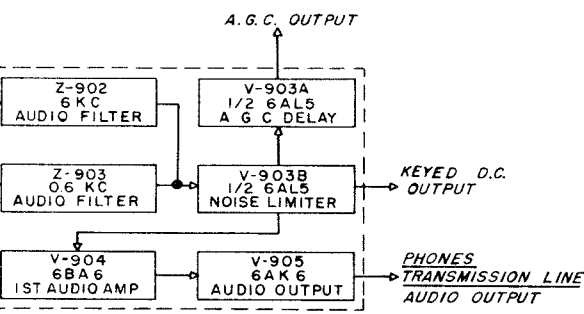 A.G.C. OUTPUT
Z-902
6KC
AUDIO FILTER
V-903A
1/2 6AL5
A G C DELAY
Z-903
0.6 KC
AUDIO FILTER
V-903B
1/2 6AL5
NOISE LIMITER
KEYED D.C.
OUTPUT
V-904
6BA6
1ST AUDIO AMP
V-905
6AK6
AUDIO OUTPUT
PHONES
TRANSMISSION LINE
AUDIO OUTPUT